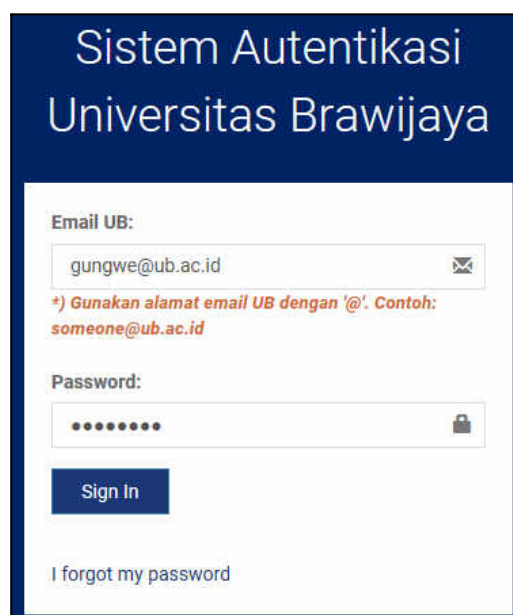 Sistem Autentikasi
Universitas Brawijaya
Email UB:
gungwe@ub.ac.id
*) Gunakan alamat email UB dengan '@'. Contoh:
someone@ub.ac.id
Password:
••••••••
Sign In
I forgot my password